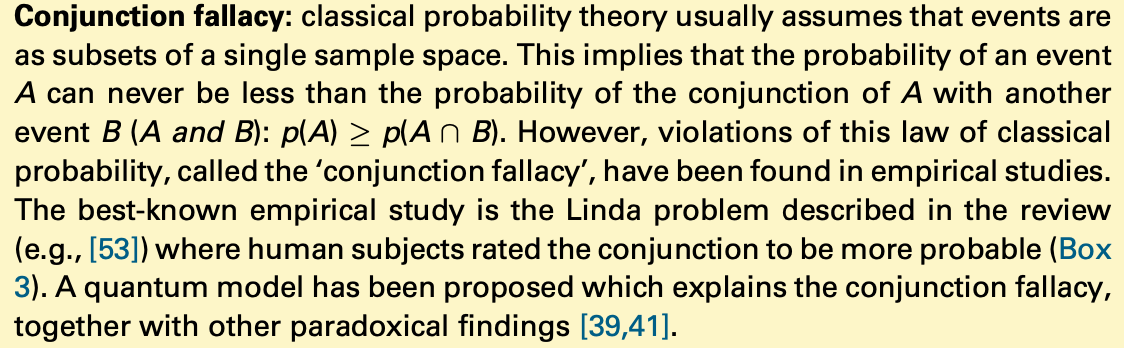 Conjunction fallacy: classical probability theory usually assumes that events are
as subsets of a single sample space. This implies that the probability of an event
A can never be less than the probability of the conjunction of A with another
event B (A and B): p(A) ≥ p(A ∩ B). However, violations of this law of classical
probability, called the ‘conjunction fallacy’, have been found in empirical studies.
The best-known empirical study is the Linda problem described in the review
(e.g., [53]) where human subjects rated the conjunction to be more probable (Box
3). A quantum model has been proposed which explains the conjunction fallacy,
together with other paradoxical findings [39,41].